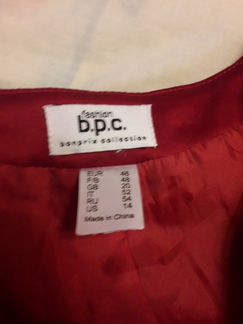 fashion
b.p.c.
bonprix collection
EUR 46
F/B 48
GB 20
IT 52
RU 54
US 14
Made in China